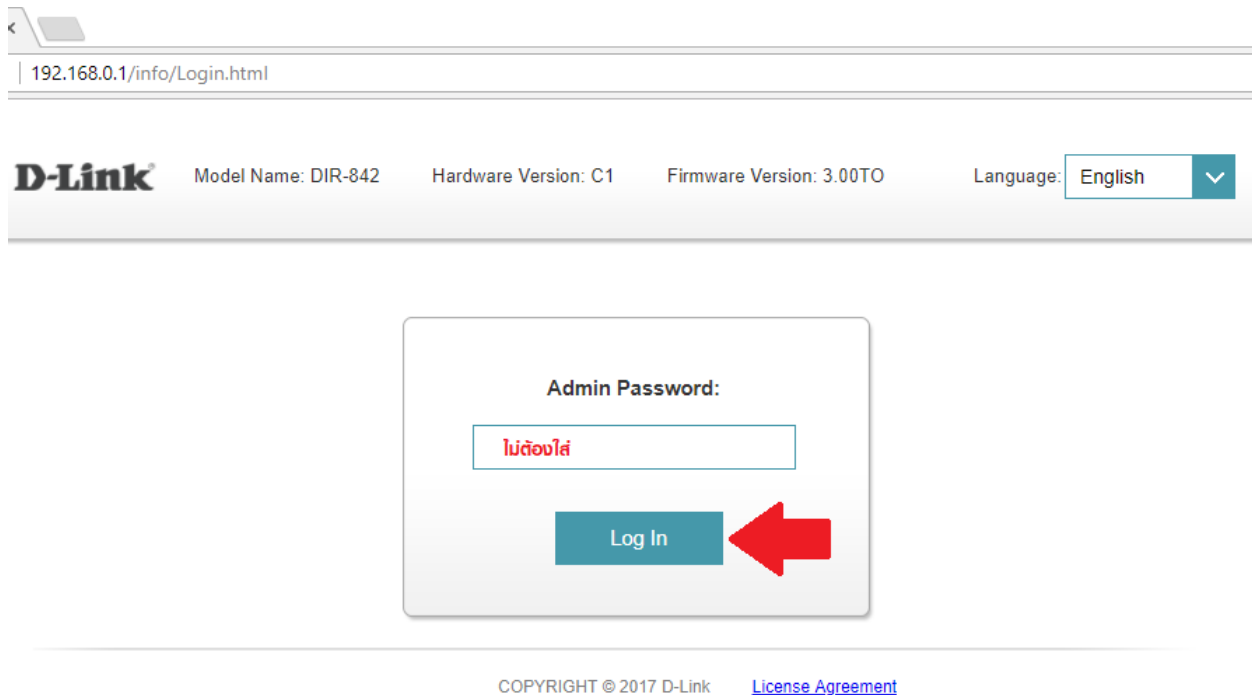 192.168.0.1/info/Login.html
D-Link Model Name: DIR-842 Hardware Version: C1 Firmware Version: 3.00TO Language: English
Admin Password:
ไม่ต้องใส่
Log In
COPYRIGHT © 2017 D-Link License Agreement